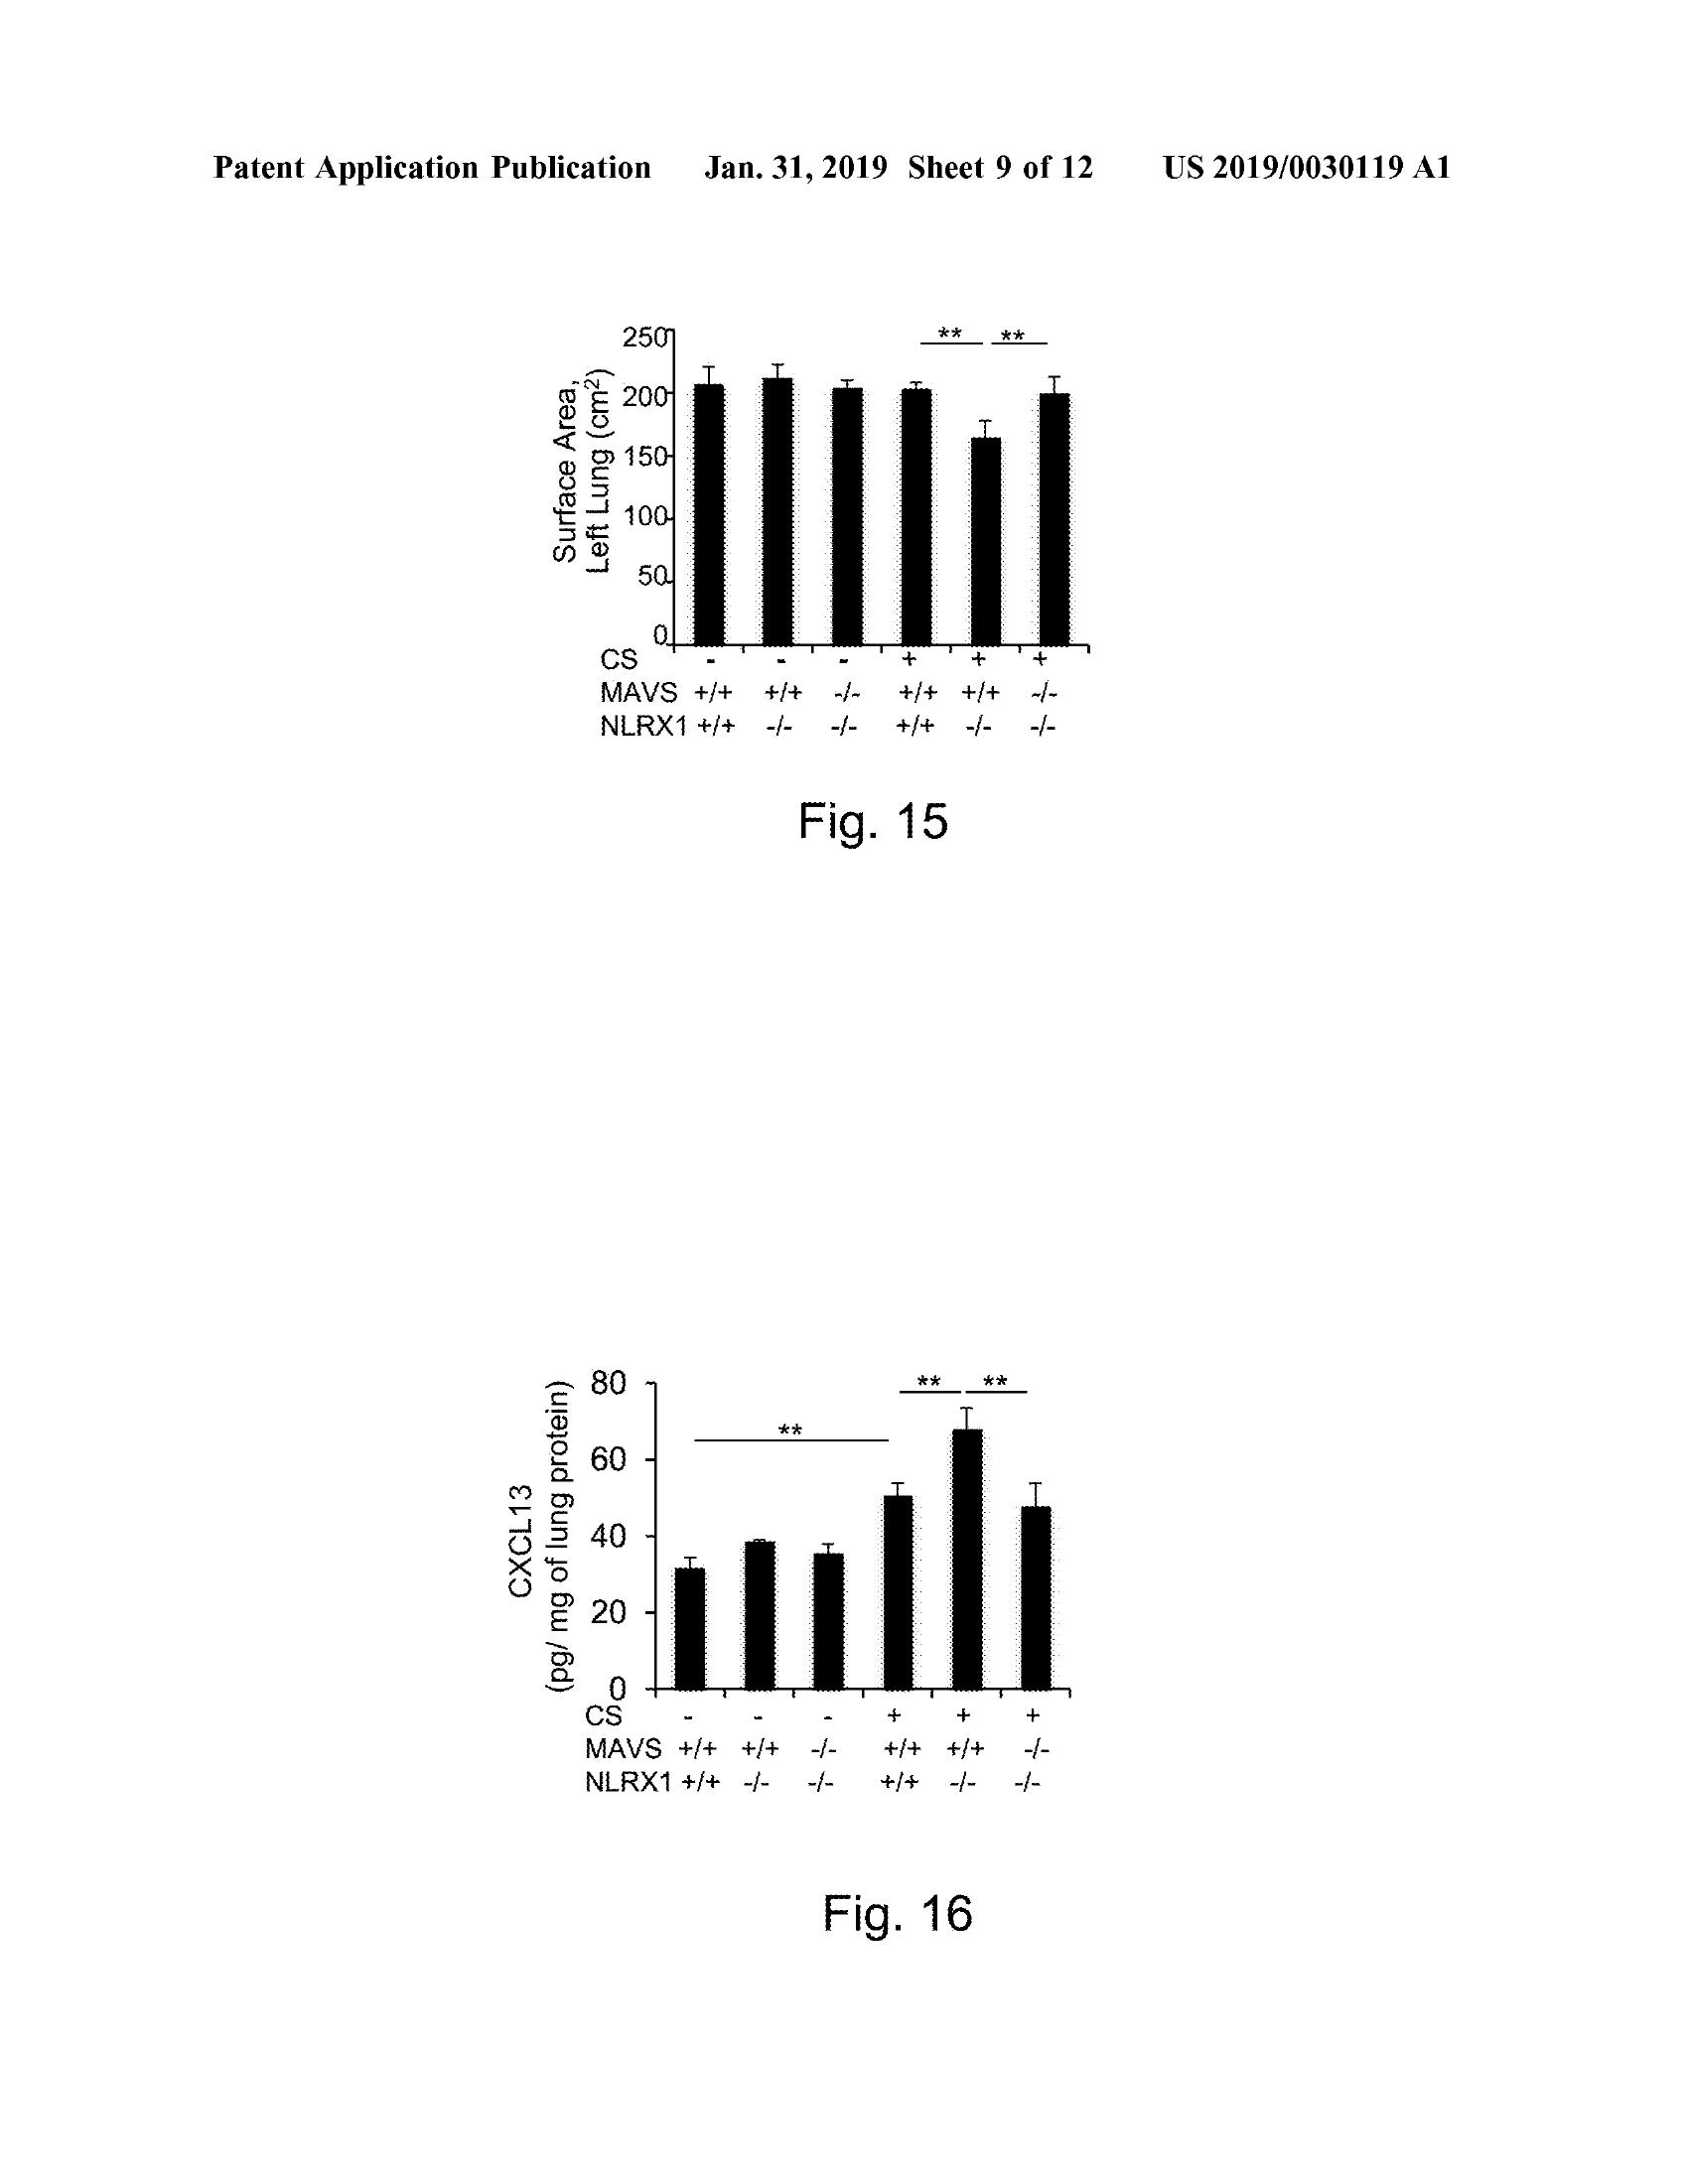 Patent Application Publication Jan. 31, 2019 Sheet 9 of 12 US 2019/0030119 A1
Surface Area,
Left Lung (cm²)
250
200
150
100
50
0
** **
CS - - - + + +
MAVS +/+ +/+ -/- +/+ +/+ -/-
NLRX1 +/+ -/- -/- +/+ -/- -/-
Fig. 15
CXCL13
(pg/ mg of lung protein)
80
60
40
20
0
** **
**
CS - - - + + +
MAVS +/+ +/+ -/- +/+ +/+ -/-
NLRX1 +/+ -/- -/- +/+ -/- -/-
Fig. 16